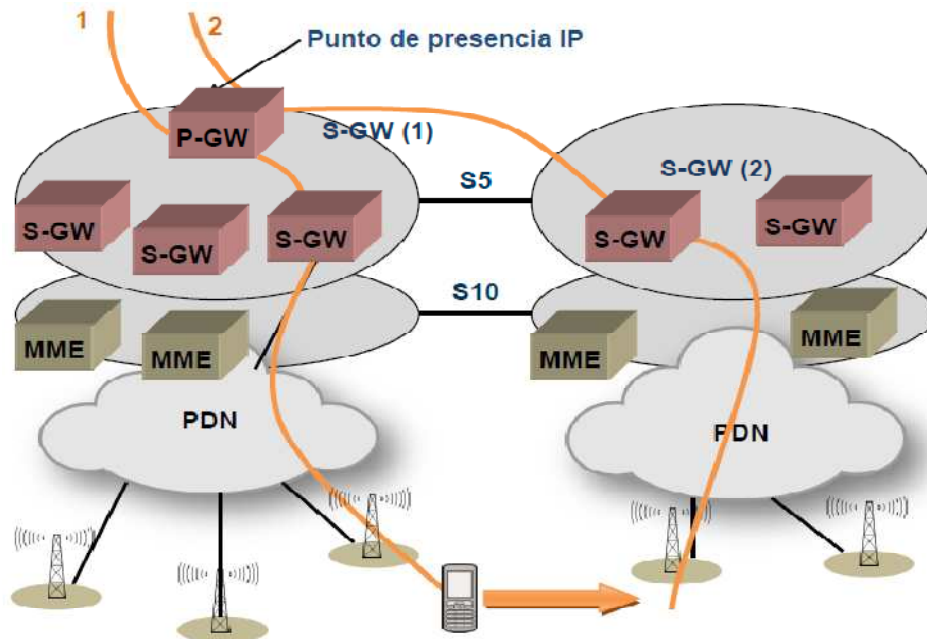 1
2
Punto de presencia IP
P-GW
S-GW (1)
S5
S-GW (2)
S-GW
S-GW
S-GW
S-GW
S-GW
S10
MME
MME
MME
MME
PDN
PDN